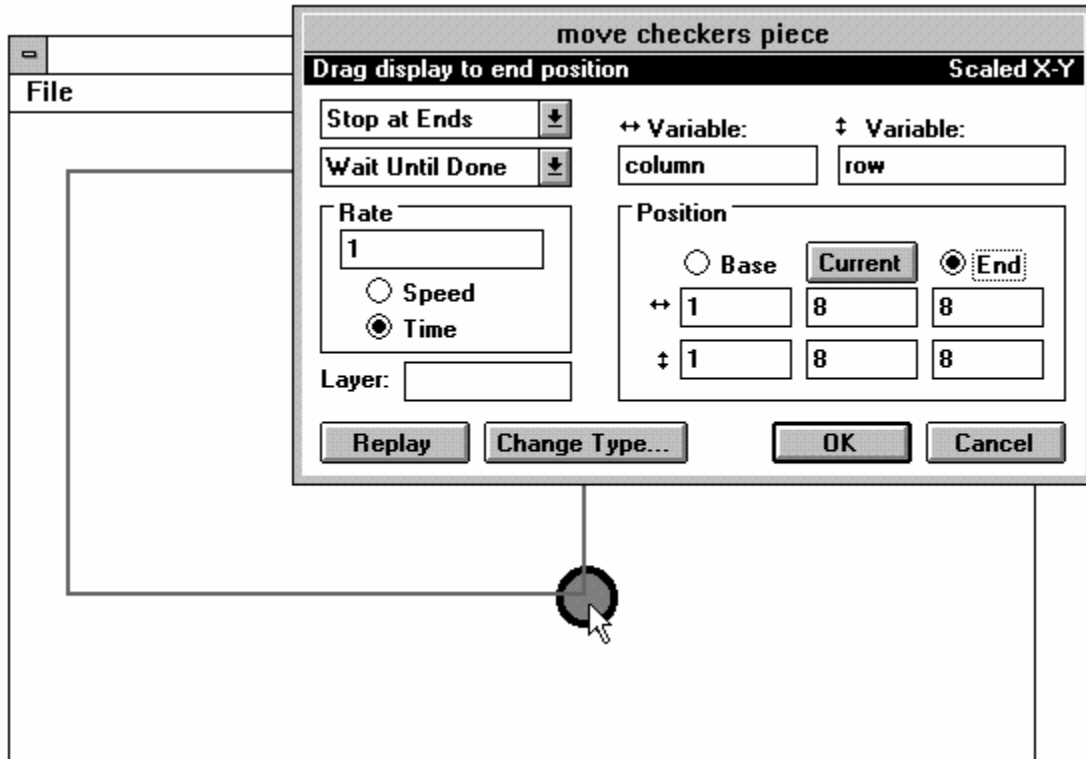 move checkers piece
Drag display to end position Scaled X-Y
File
Stop at Ends
Wait Until Done
↔ Variable: ↕ Variable:
column row
Rate
1
Speed
Time
Layer:
Position
Base Current End
↔ 1 8 8
↕ 1 8 8
Replay Change Type... OK Cancel